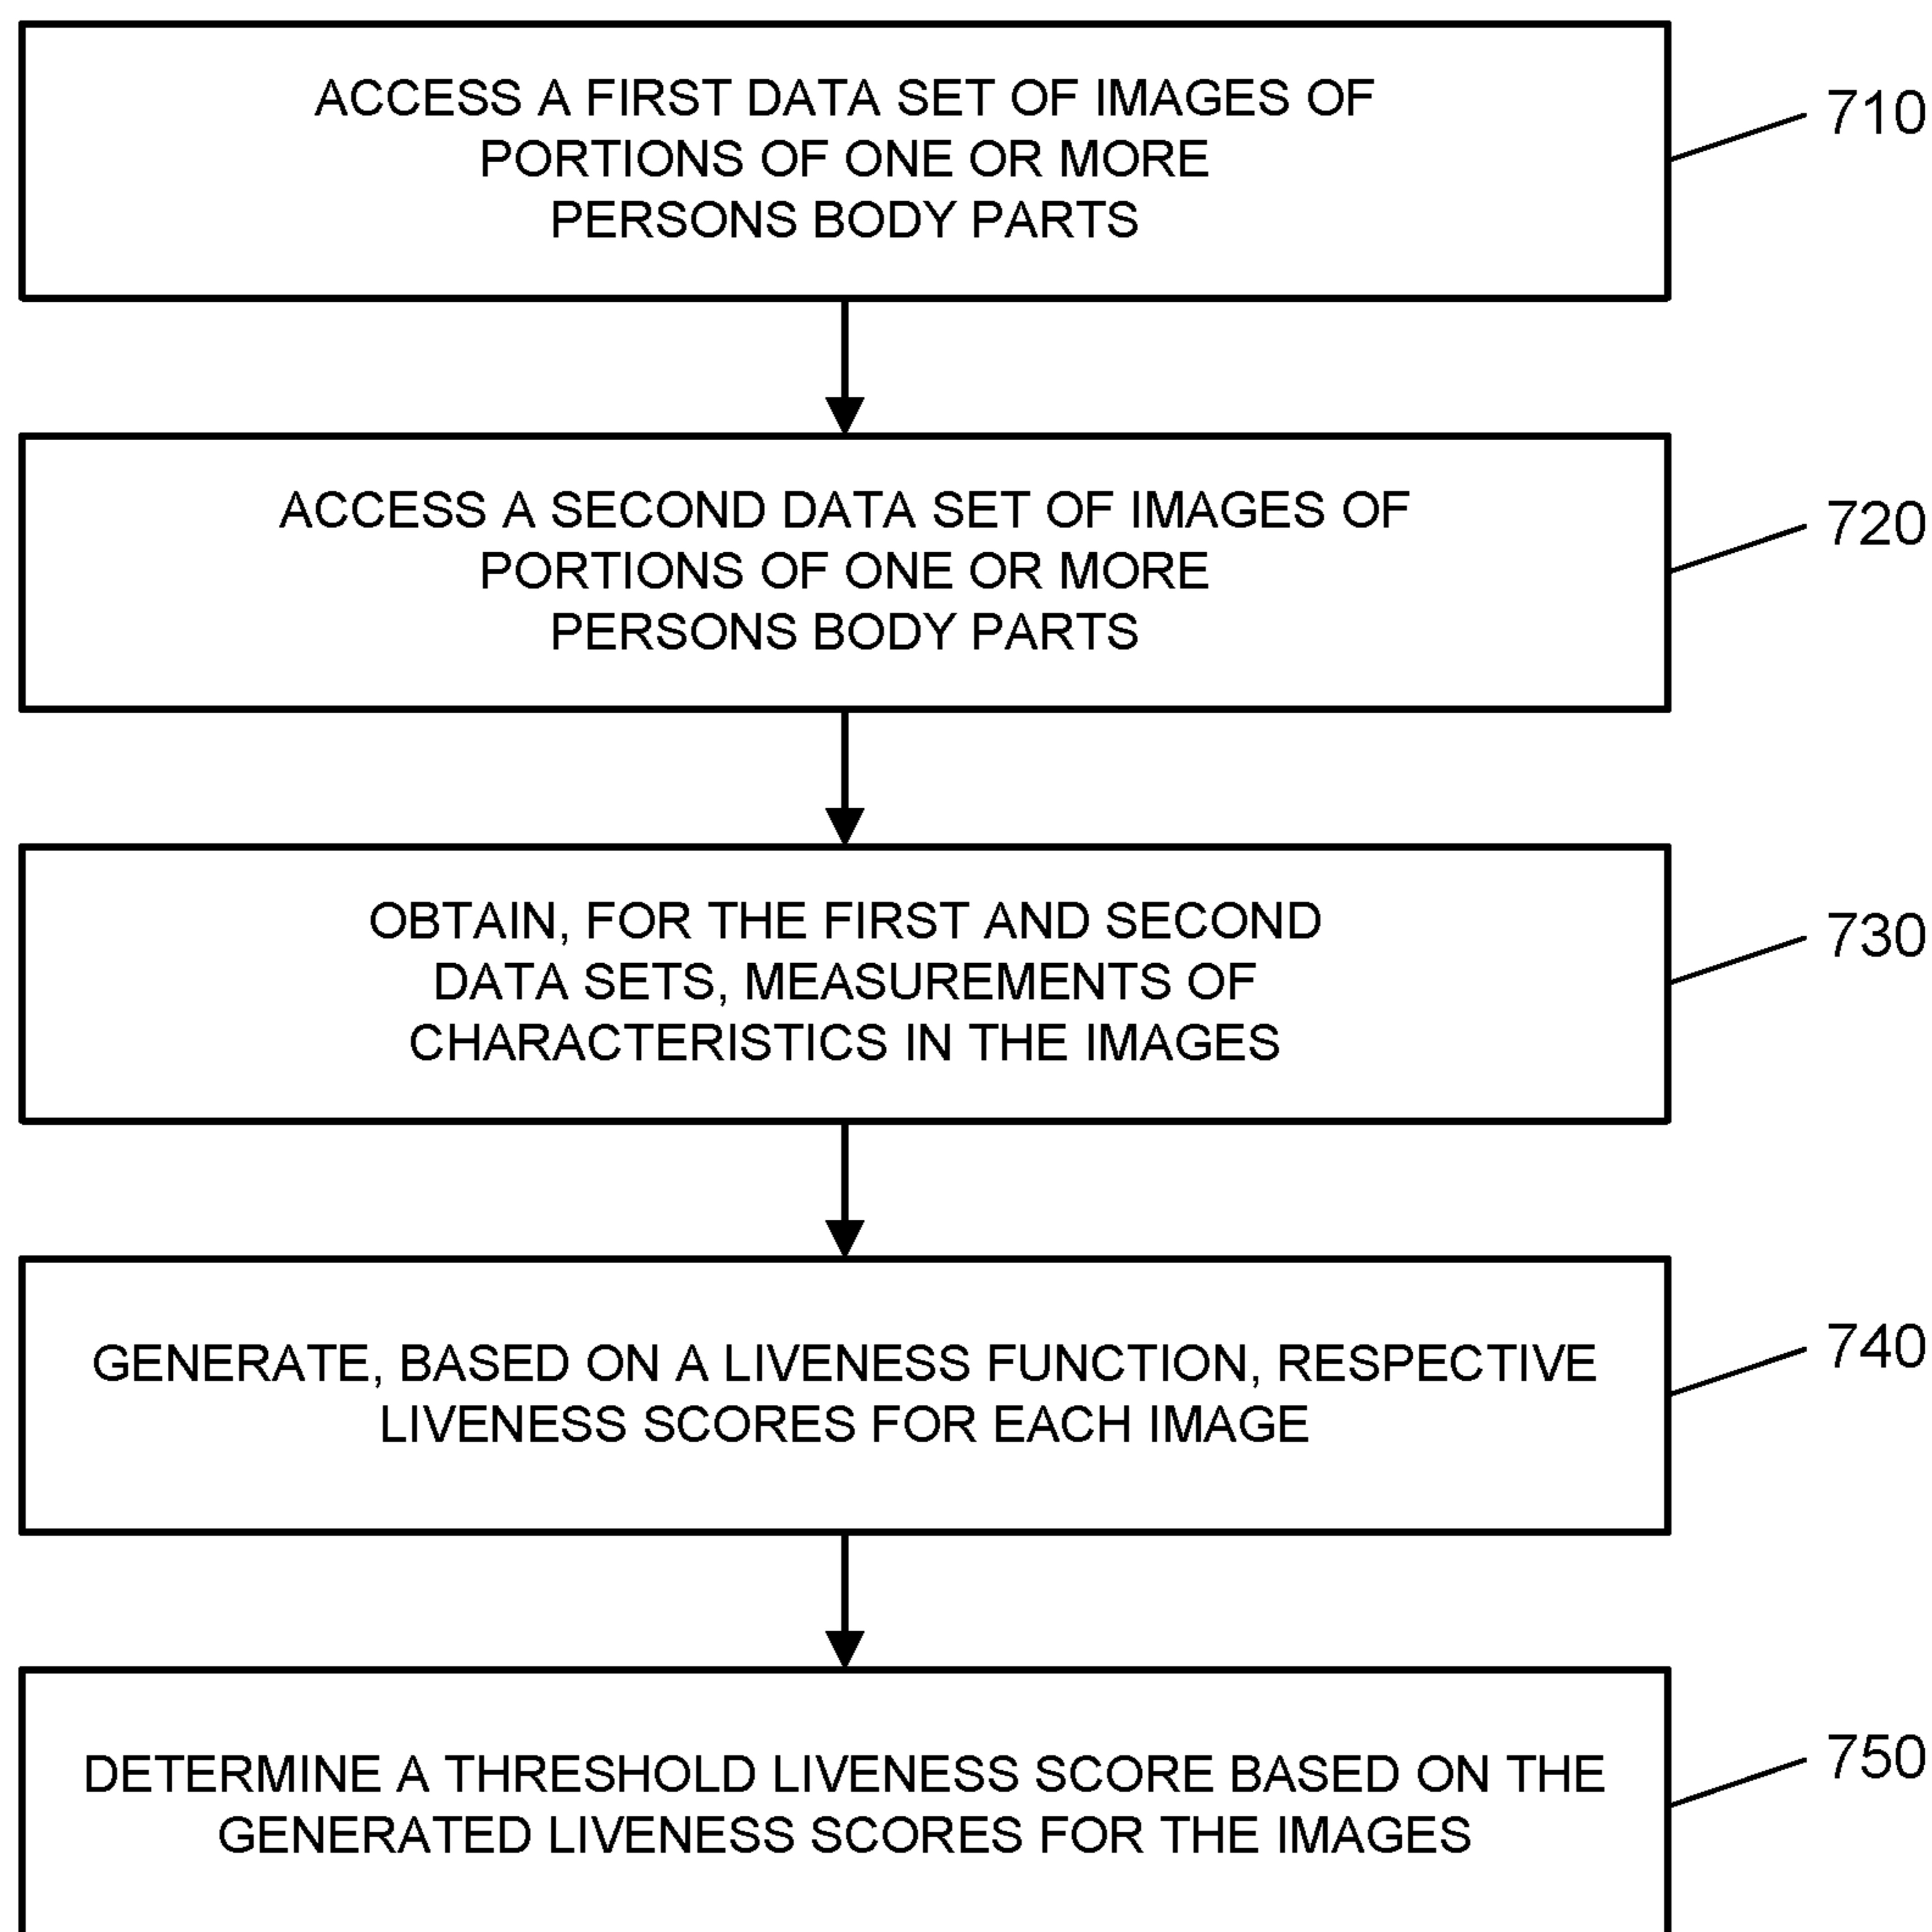 ACCESS A FIRST DATA SET OF IMAGES OF
PORTIONS OF ONE OR MORE
PERSONS BODY PARTS
710
ACCESS A SECOND DATA SET OF IMAGES OF
PORTIONS OF ONE OR MORE
PERSONS BODY PARTS
720
OBTAIN, FOR THE FIRST AND SECOND
DATA SETS, MEASUREMENTS OF
CHARACTERISTICS IN THE IMAGES
730
GENERATE, BASED ON A LIVENESS FUNCTION, RESPECTIVE
LIVENESS SCORES FOR EACH IMAGE
740
DETERMINE A THRESHOLD LIVENESS SCORE BASED ON THE
GENERATED LIVENESS SCORES FOR THE IMAGES
750